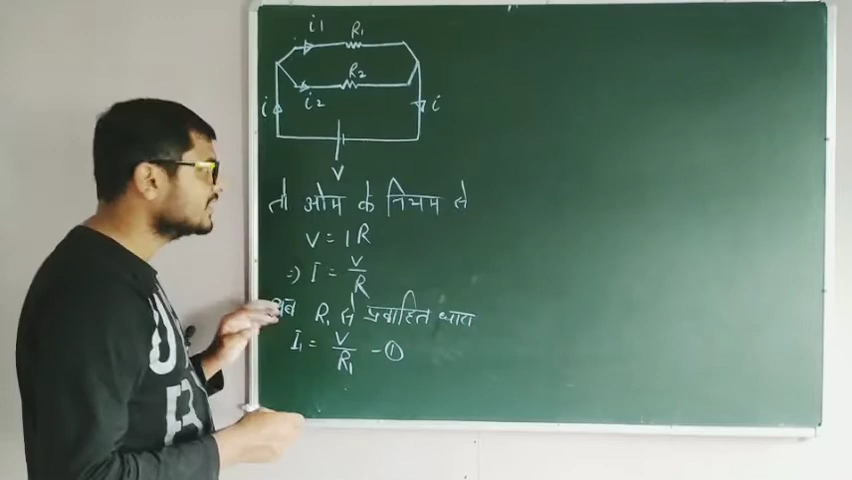 i1 R1
R2
i2
i i
V
तो ओम के नियम से
V = IR
⇒ I = V/R
अब R1 से प्रवाहित धारा
I1 = V/R1 - ①